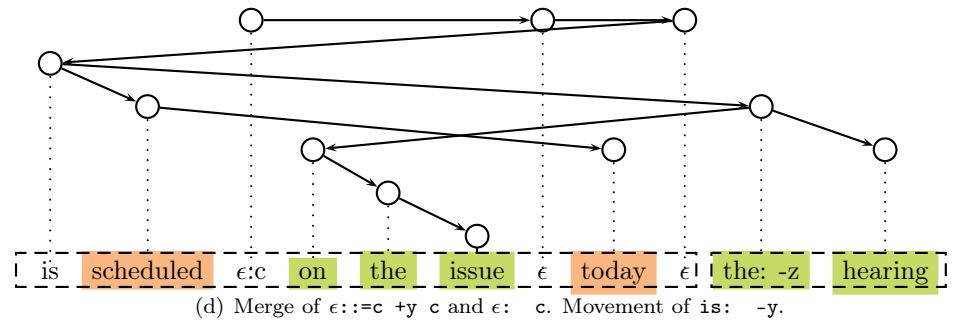 is scheduled ϵ:c on the issue ϵ today ϵ the: -z hearing
(d) Merge of ϵ::=c +y c and ϵ: c. Movement of is: -y.